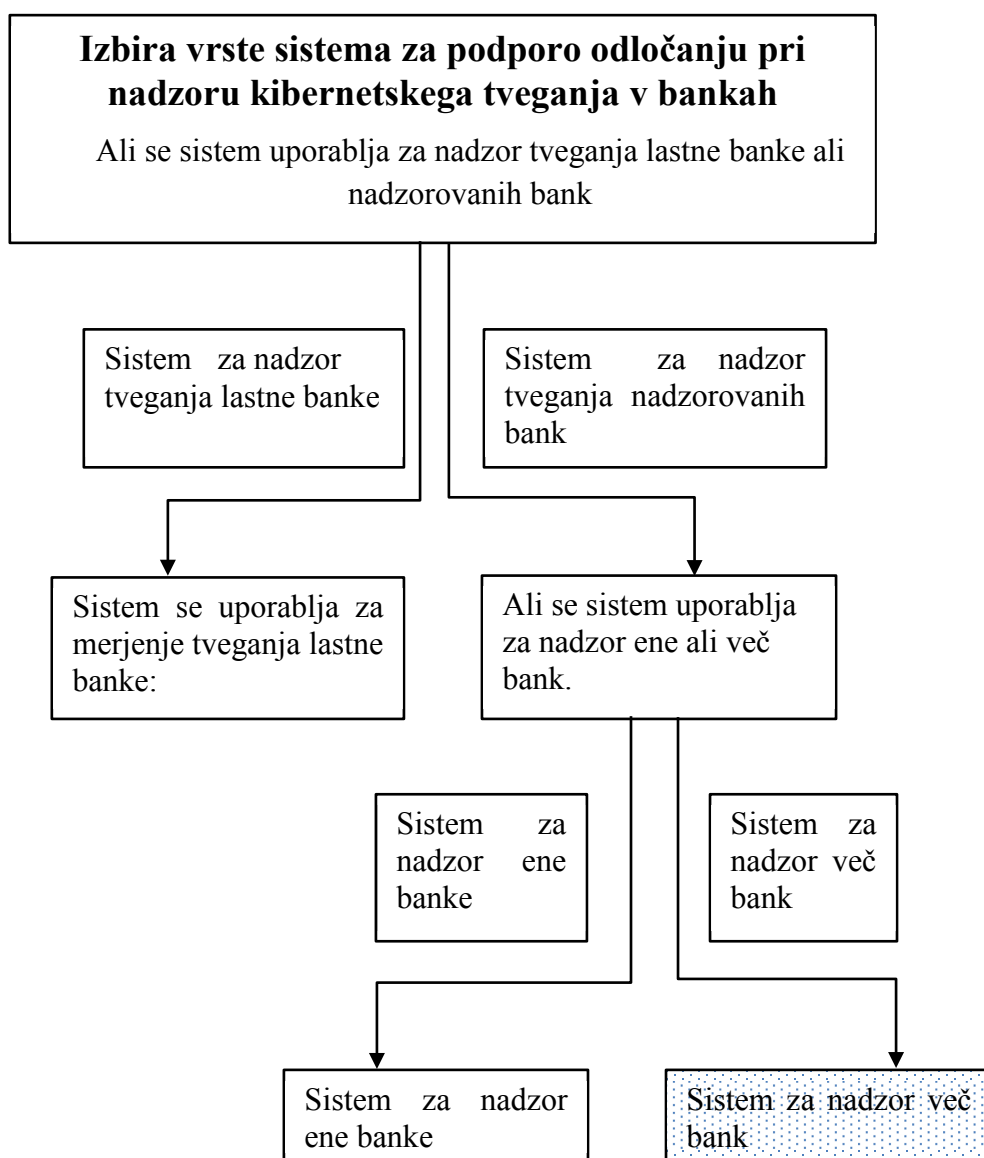 Izbira vrste sistema za podporo odločanju pri
nadzoru kibernetskega tveganja v bankah
Ali se sistem uporablja za nadzor tveganja lastne banke ali
nadzorovanih bank
Sistem za nadzor
tveganja lastne banke
Sistem za nadzor
tveganja nadzorovanih
bank
Sistem se uporablja za
merjenje tveganja lastne
banke:
Ali se sistem uporablja
za nadzor ene ali več
bank.
Sistem za
nadzor ene
banke
Sistem za
nadzor več
bank
Sistem za nadzor
ene banke
Sistem za nadzor več
bank